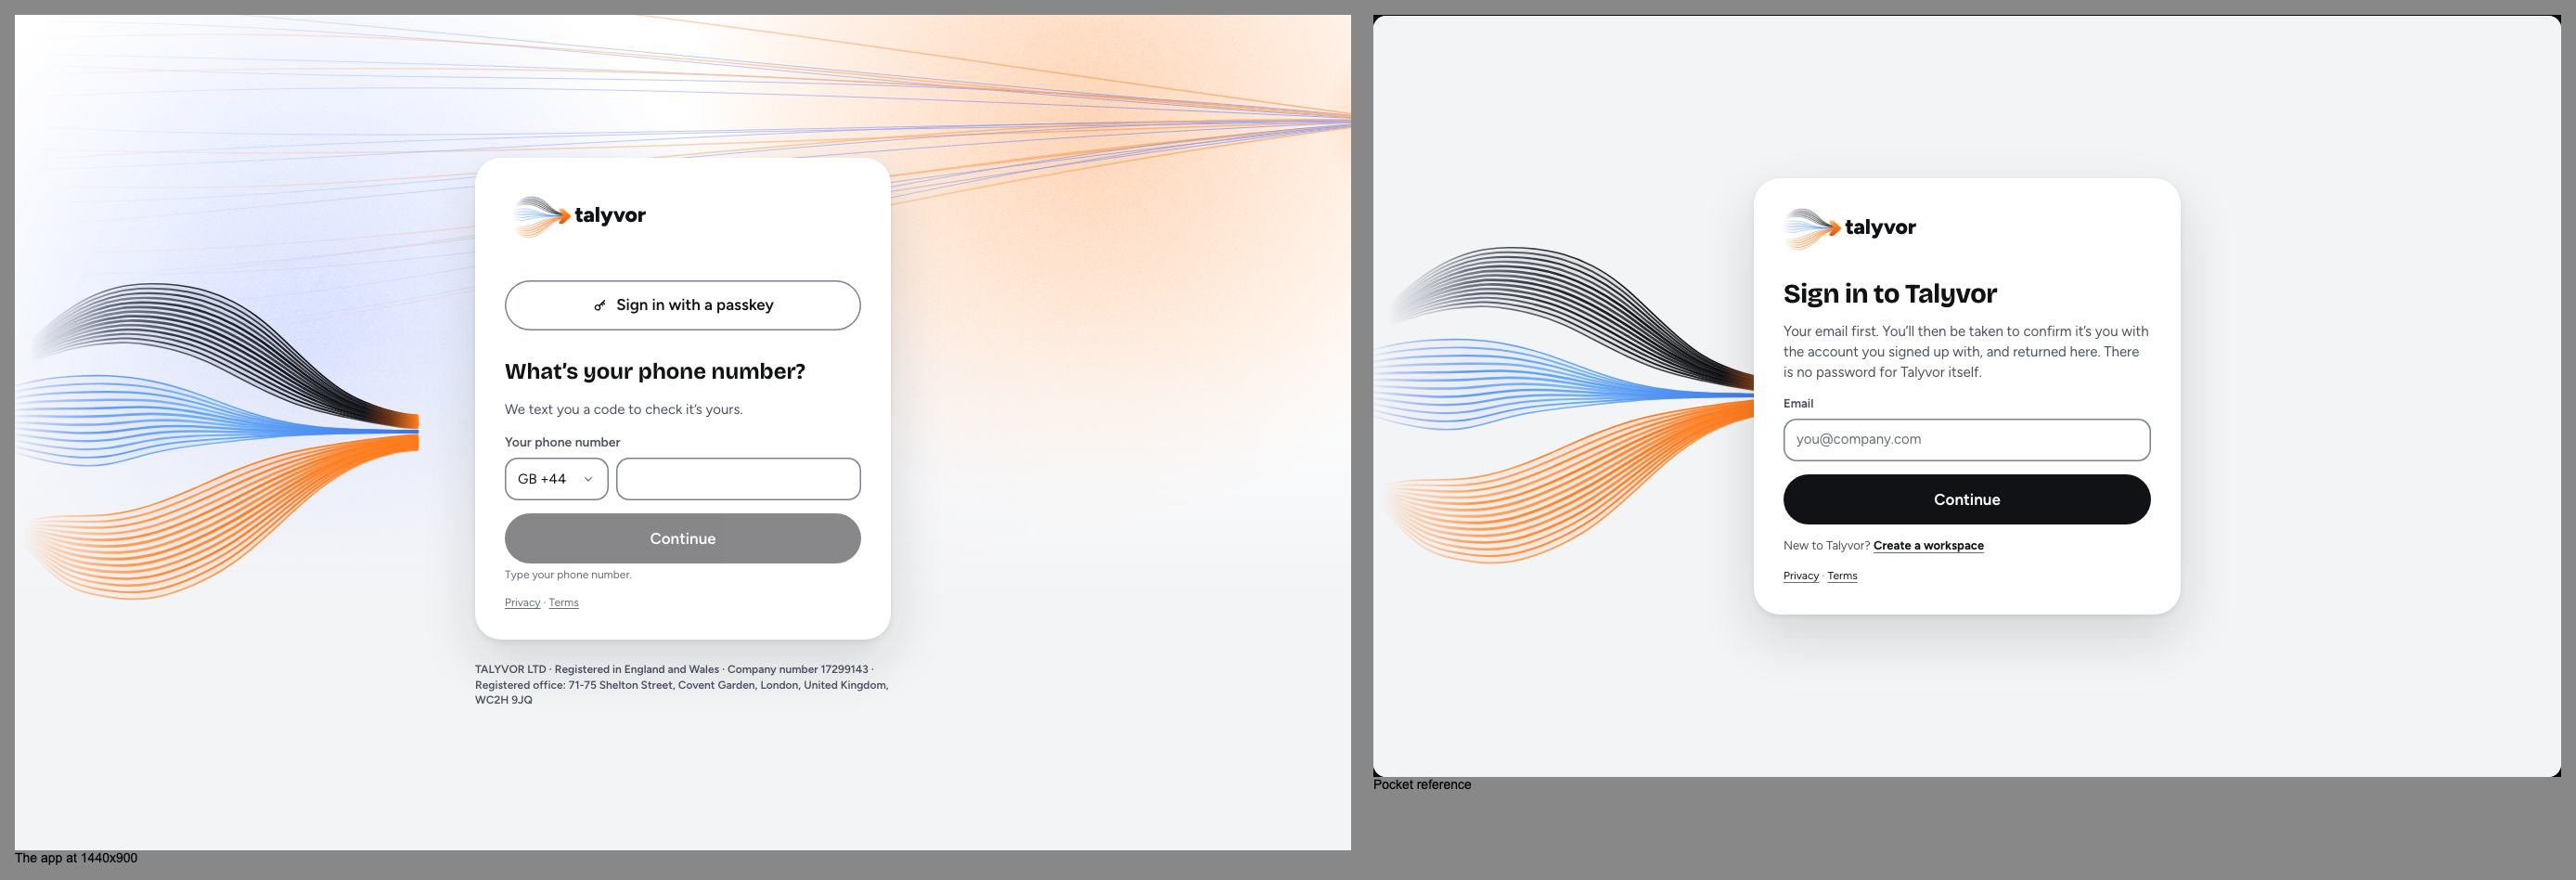 talyvor
Sign in with a passkey
What's your phone number?
We text you a code to check it's yours.
Your phone number
GB +44
Continue
Type your phone number.
Privacy · Terms
TALYVOR LTD · Registered in England and Wales · Company number 17299143 ·
Registered office: 71-75 Shelton Street, Covent Garden, London, United Kingdom,
WC2H 9JQ
The app at 1440x900
talyvor
Sign in to Talyvor
Your email first. You'll then be taken to confirm it's you with
the account you signed up with, and returned here. There
is no password for Talyvor itself.
Email
you@company.com
Continue
New to Talyvor? Create a workspace
Privacy · Terms
Pocket reference